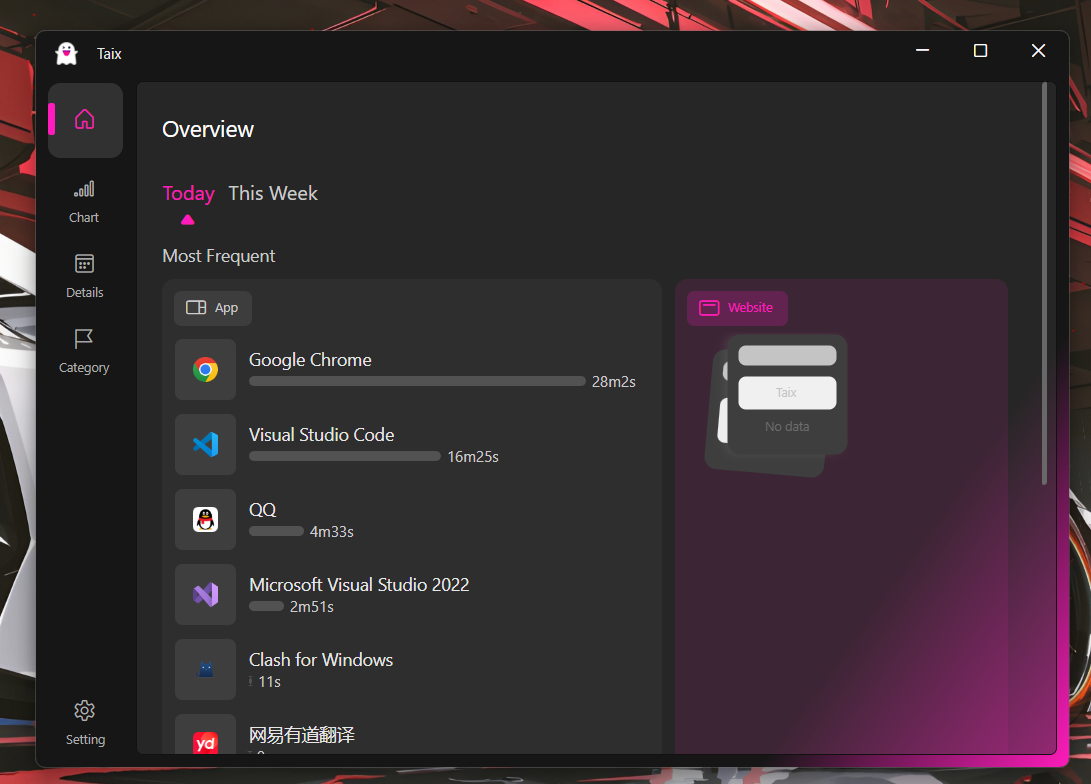 Taix
Overview
Today This Week
Chart
Most Frequent
Details
App
Website
Category
Google Chrome
28m2s
Taix
No data
Visual Studio Code
16m25s
QQ
4m33s
Microsoft Visual Studio 2022
2m51s
Clash for Windows
11s
Setting
网易有道翻译
yd